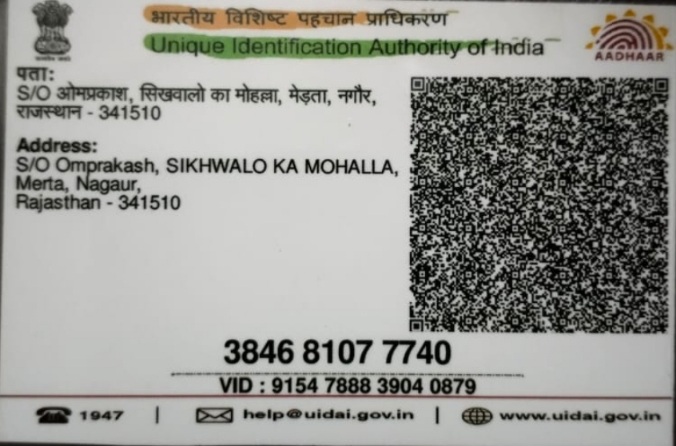 भारतीय विशिष्ट पहचान प्राधिकरण
Unique Identification Authority of India
AADHAAR
पता:
S/O ओमप्रकाश, सिखवालो का मोहल्ला, मेड़ता, नगौर,
राजस्थान - 341510
Address:
S/O Omprakash, SIKHWALO KA MOHALLA,
Merta, Nagaur,
Rajasthan - 341510
3846 8107 7740
VID : 9154 7888 3904 0879
1947 | help@uidai.gov.in | www.uidai.gov.in